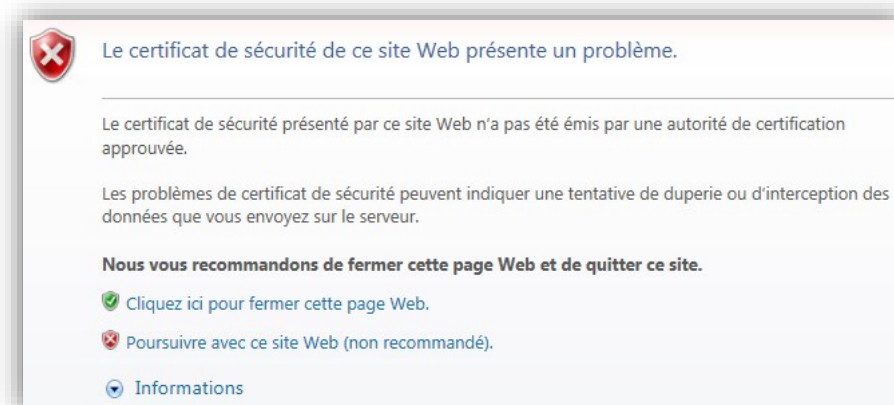 Le certificat de sécurité de ce site Web présente un problème.
Le certificat de sécurité présenté par ce site Web n'a pas été émis par une autorité de certification
approuvée.
Les problèmes de certificat de sécurité peuvent indiquer une tentative de duperie ou d'interception des
données que vous envoyez sur le serveur.
Nous vous recommandons de fermer cette page Web et de quitter ce site.
Cliquez ici pour fermer cette page Web.
Poursuivre avec ce site Web (non recommandé).
Informations